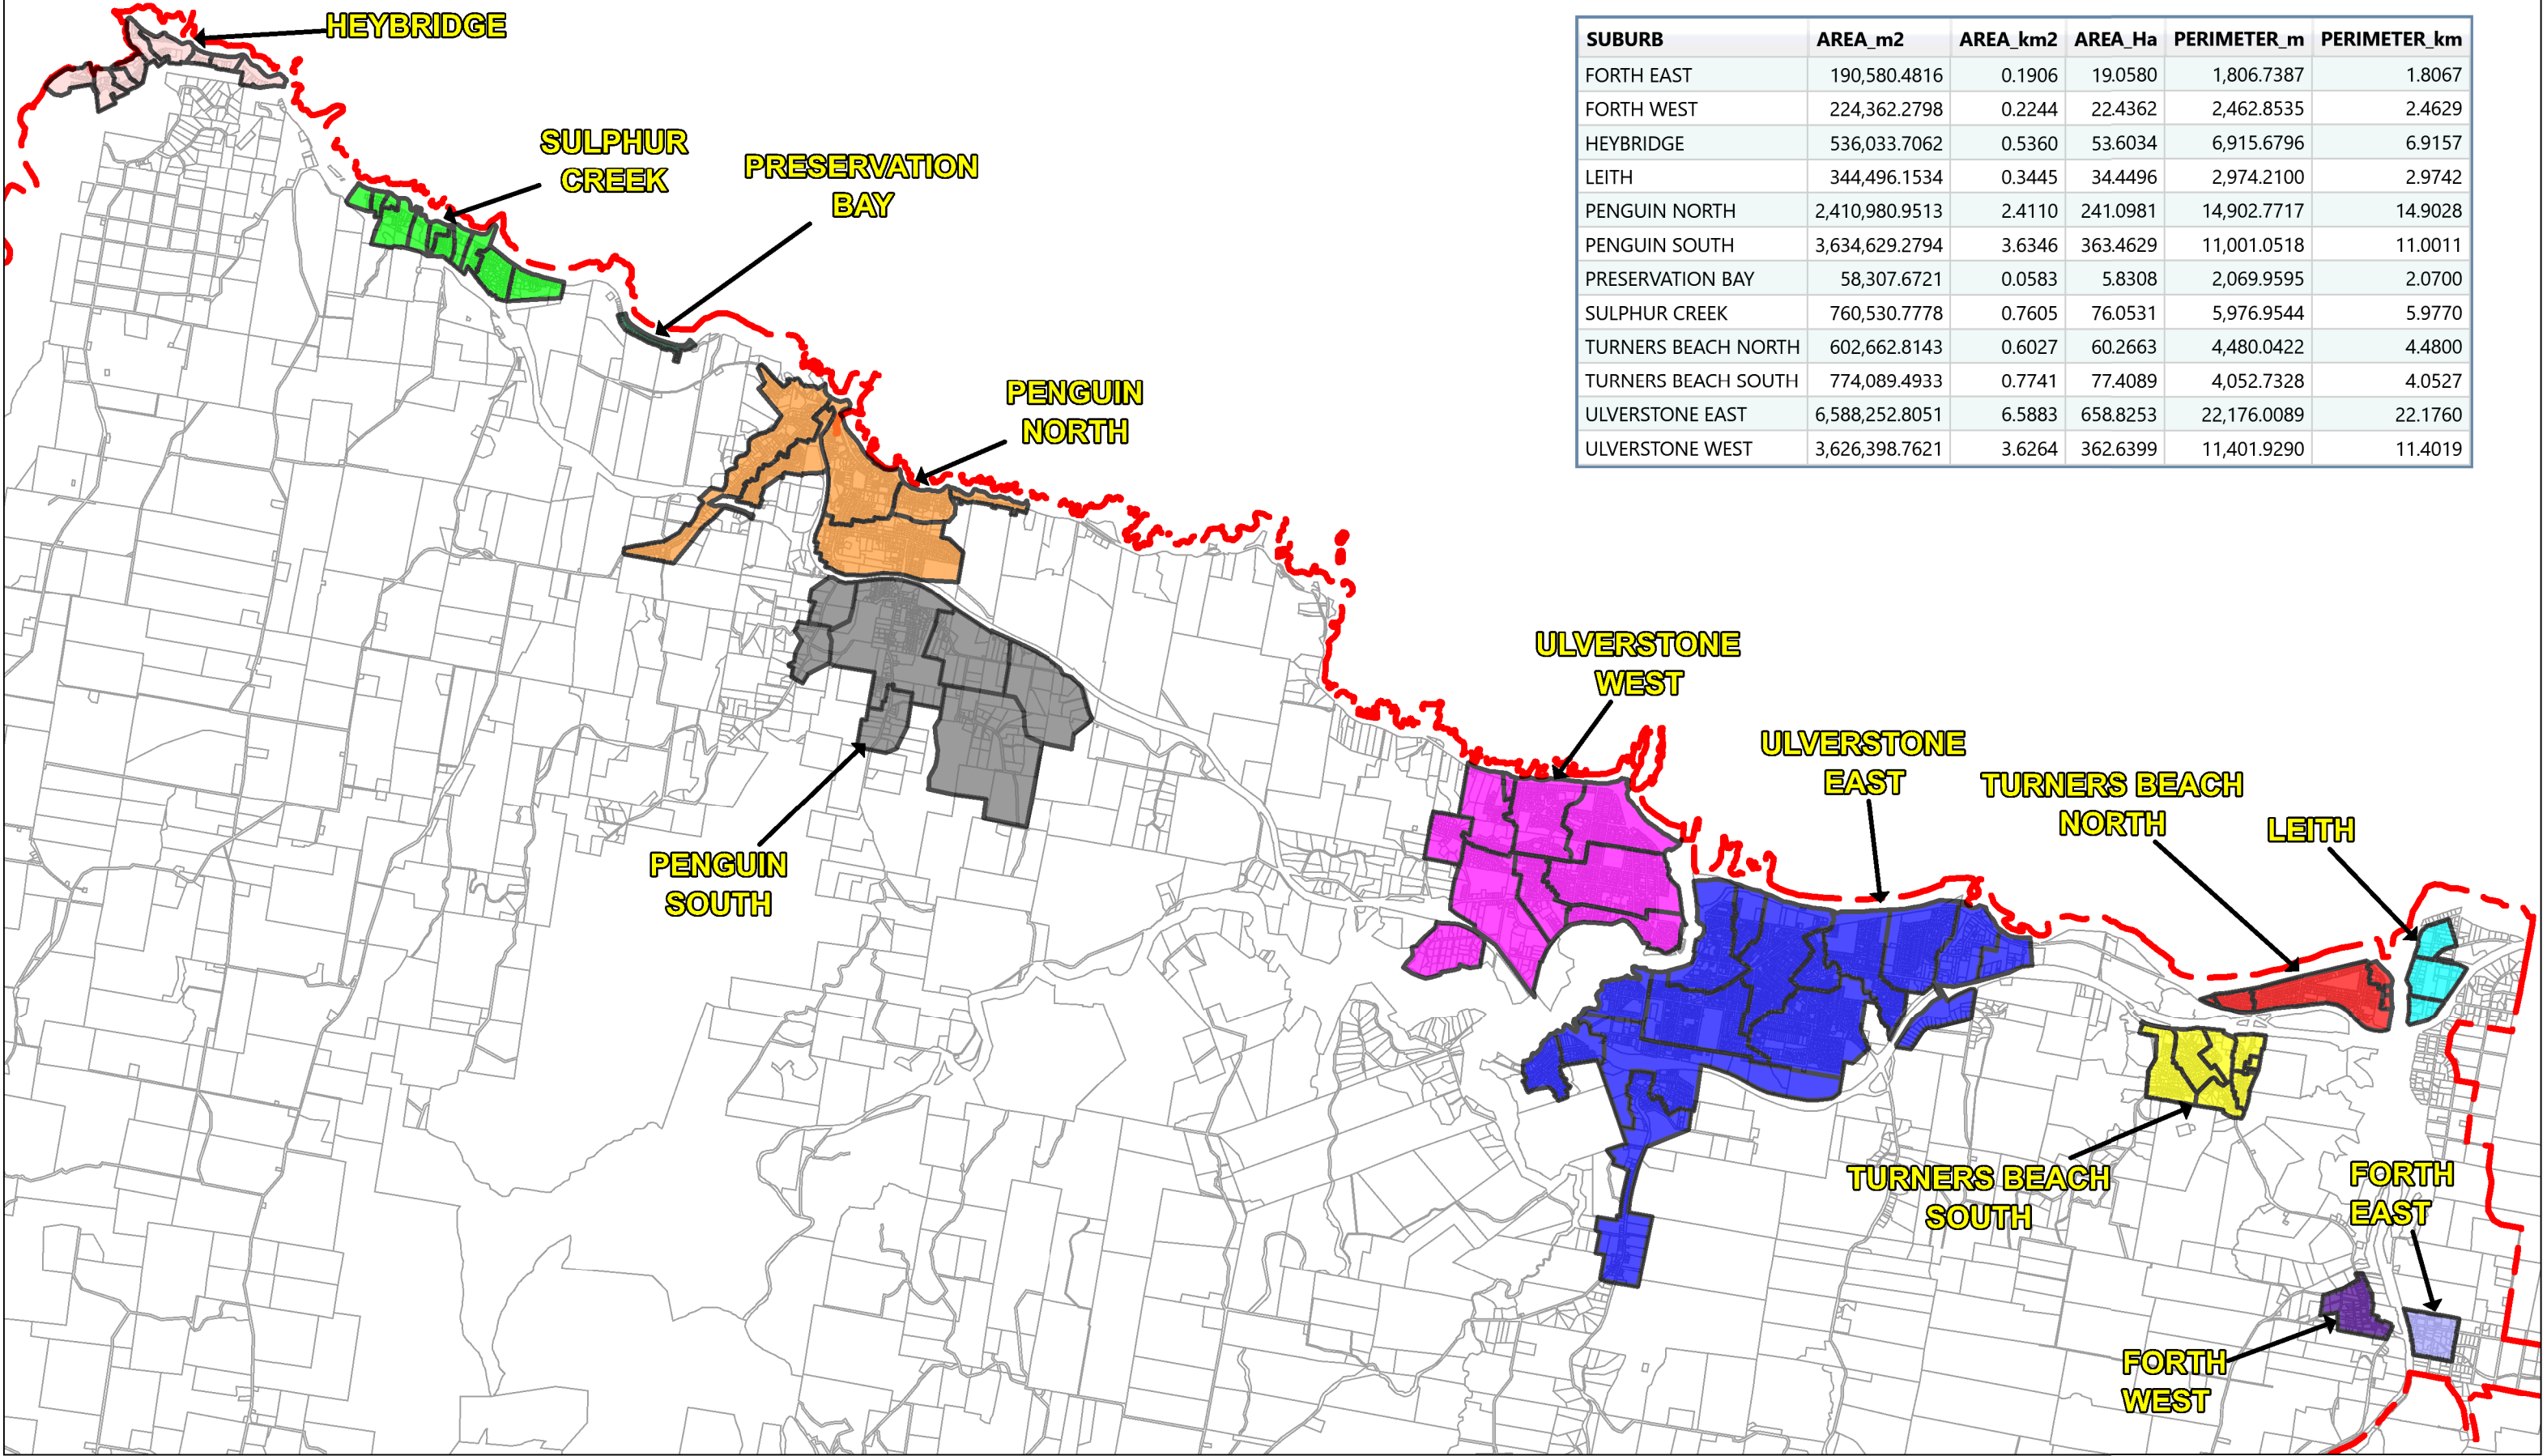 HEYBRIDGE
SULPHUR
CREEK
PRESERVATION
BAY
PENGUIN
NORTH
PENGUIN
SOUTH
ULVERSTONE
WEST
ULVERSTONE
EAST
TURNERS BEACH
NORTH
LEITH
TURNERS BEACH
SOUTH
FORTH
EAST
FORTH
WEST
SUBURB AREA_m2 AREA_km2 AREA_Ha PERIMETER_m PERIMETER_km
FORTH EAST 190,580.4816 0.1906 19.0580 1,806.7387 1.8067
FORTH WEST 224,362.2798 0.2244 22.4362 2,462.8535 2.4629
HEYBRIDGE 536,033.7062 0.5360 53.6034 6,915.6796 6.9157
LEITH 344,496.1534 0.3445 34.4496 2,974.2100 2.9742
PENGUIN NORTH 2,410,980.9513 2.4110 241.0981 14,902.7717 14.9028
PENGUIN SOUTH 3,634,629.2794 3.6346 363.4629 11,001.0518 11.0011
PRESERVATION BAY 58,307.6721 0.0583 5.8308 2,069.9595 2.0700
SULPHUR CREEK 760,530.7778 0.7605 76.0531 5,976.9544 5.9770
TURNERS BEACH NORTH 602,662.8143 0.6027 60.2663 4,480.0422 4.4800
TURNERS BEACH SOUTH 774,089.4933 0.7741 77.4089 4,052.7328 4.0527
ULVERSTONE EAST 6,588,252.8051 6.5883 658.8253 22,176.0089 22.1760
ULVERSTONE WEST 3,626,398.7621 3.6264 362.6399 11,401.9290 11.4019